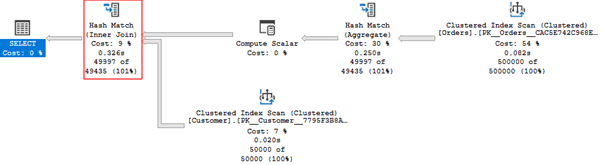 SELECT
Cost: 0 %
Hash Match
(Inner Join)
Cost: 9 %
0.326s
49997 of
49435 (101%)
Compute Scalar
Cost: 0 %
Hash Match
(Aggregate)
Cost: 30 %
0.250s
49997 of
49435 (101%)
Clustered Index Scan (Clustered)
[Orders].[PK__Orders__CAC5E742C968E…
Cost: 54 %
0.082s
500000 of
500000 (100%)
Clustered Index Scan (Clustered)
[Customer].[PK__Customer__7795F3B8A…
Cost: 7 %
0.020s
50000 of
50000 (100%)